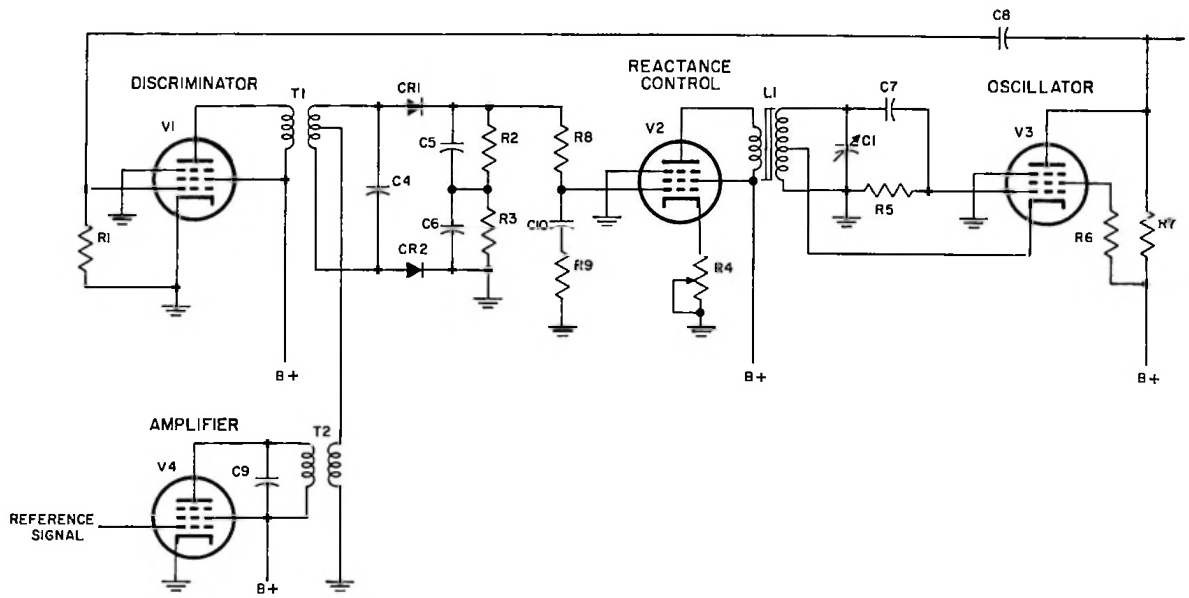 C8
REACTANCE
CONTROL
DISCRIMINATOR
OSCILLATOR
T1
CR1
L1
C7
V1
V2
V3
C5
R2
R8
C1
C4
R5
R1
C6
R3
C10
CR2
R9
R4
R6
R7
B+
B+
B+
AMPLIFIER
T2
V4
C9
REFERENCE
SIGNAL
B+